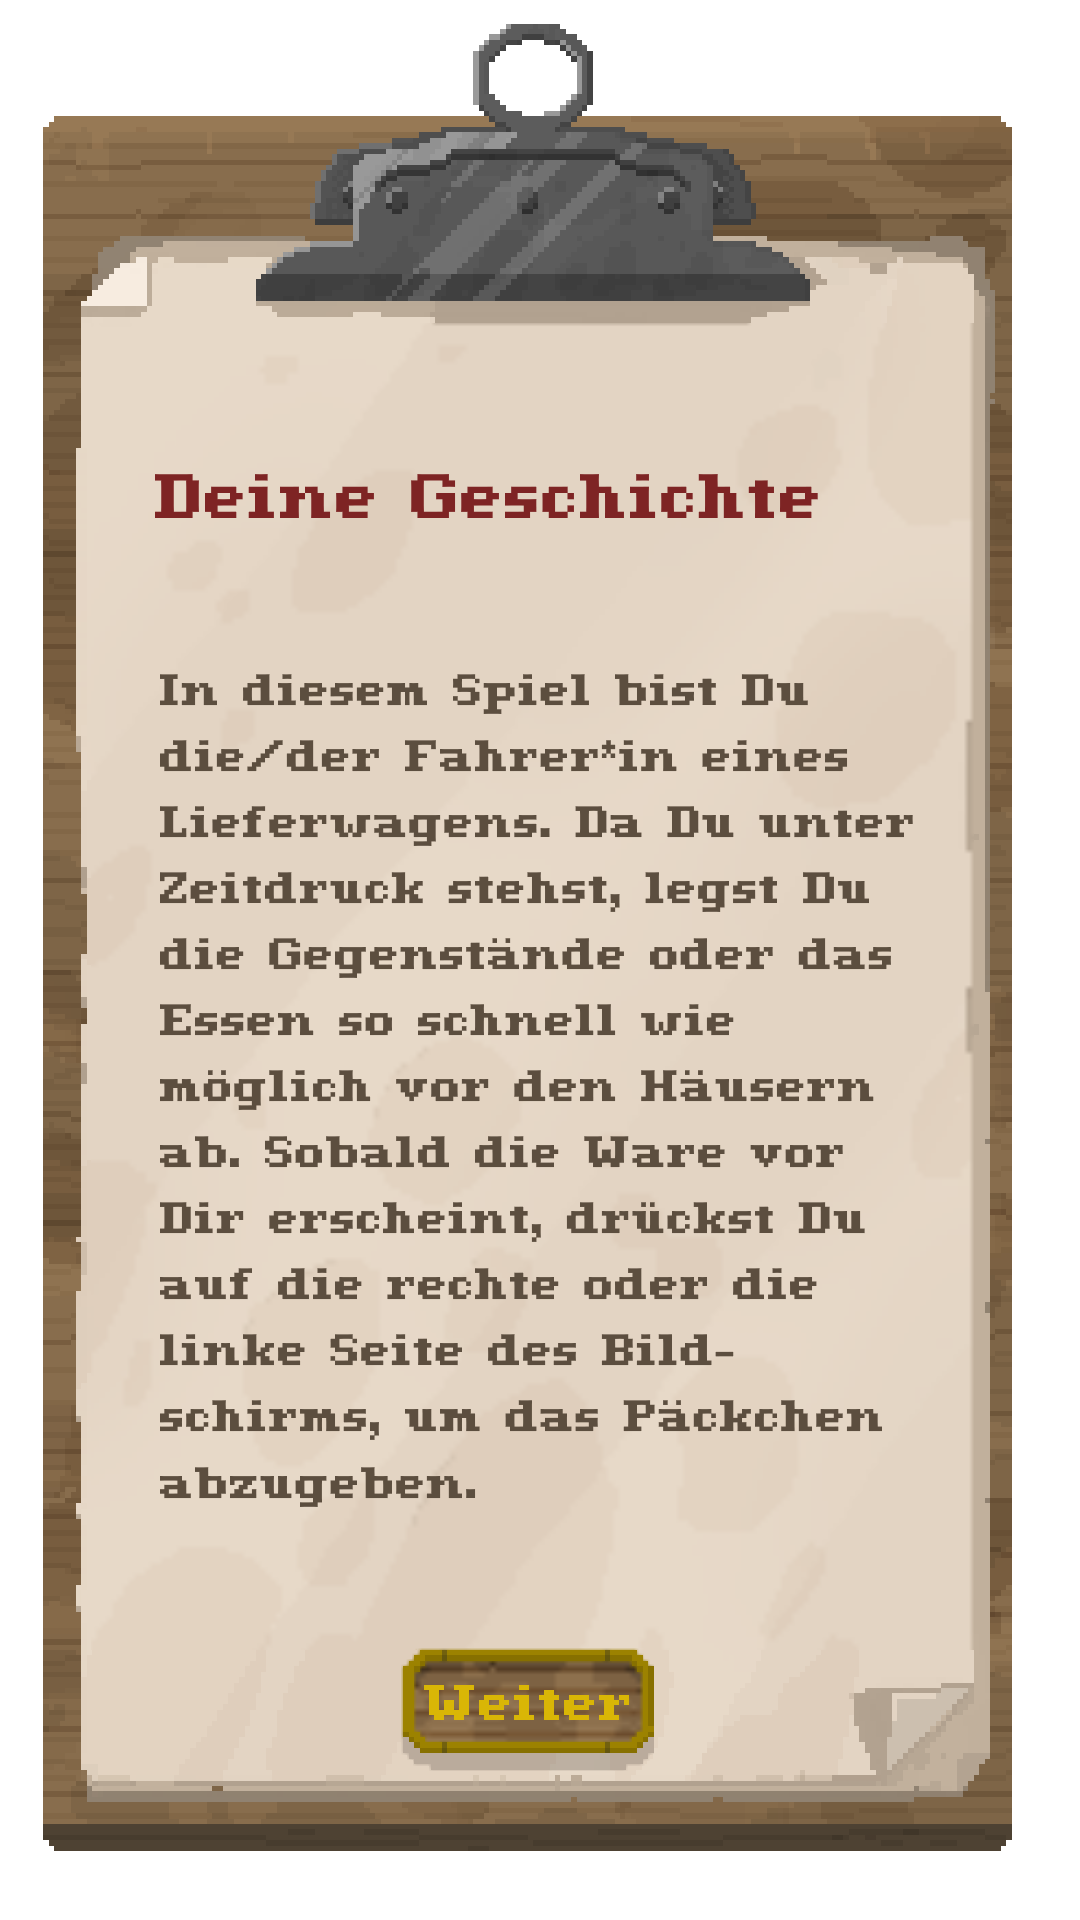 Deine Geschichte
In diesem Spiel bist Du
die/der Fahrer*in eines
Lieferwagens. Da Du unter
Zeitdruck stehst, legst Du
die Gegenstände oder das
Essen so schnell wie
möglich vor den Häusern
ab. Sobald die Ware vor
Dir erscheint, drückst Du
auf die rechte oder die
linke Seite des Bild-
schirms, um das Päckchen
abzugeben.
Weiter